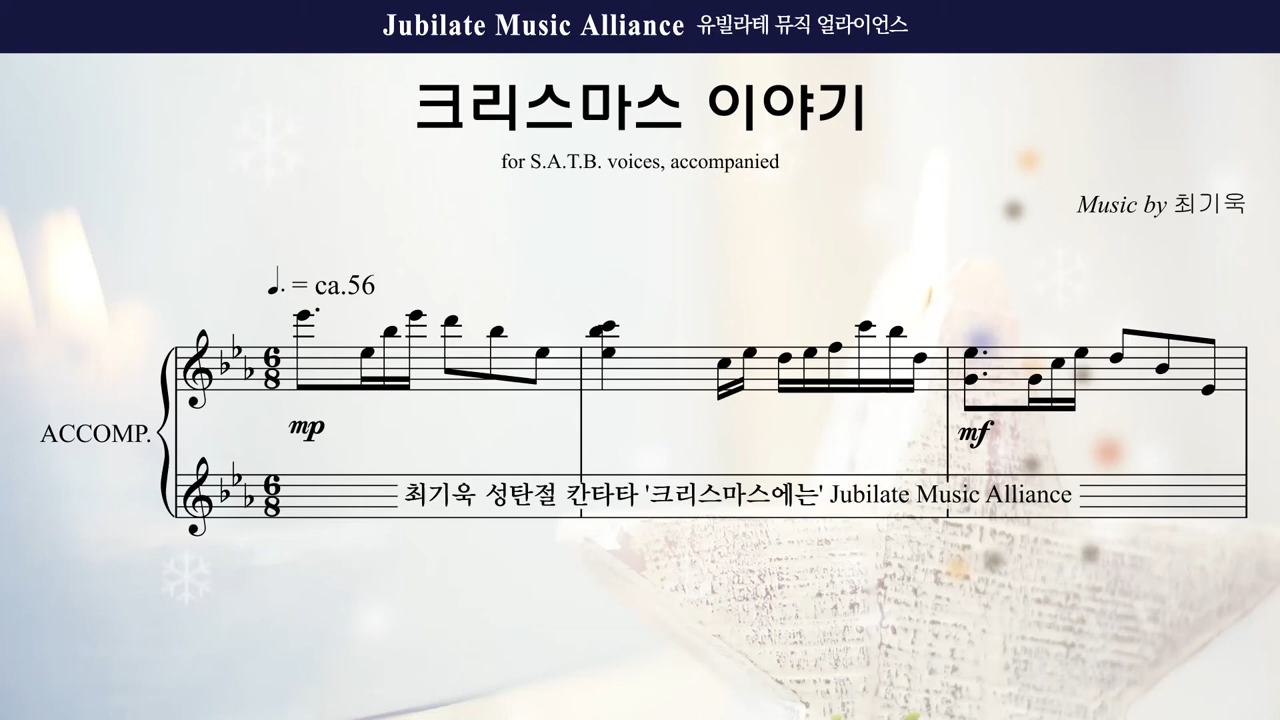 Jubilate Music Alliance 유빌라테 뮤직 얼라이언스
크리스마스 이야기
for S.A.T.B. voices, accompanied
Music by 최기욱
♩. = ca.56
6 8
mp
mf
ACCOMP.
6 8
최기욱 성탄절 칸타타 '크리스마스에는' Jubilate Music Alliance